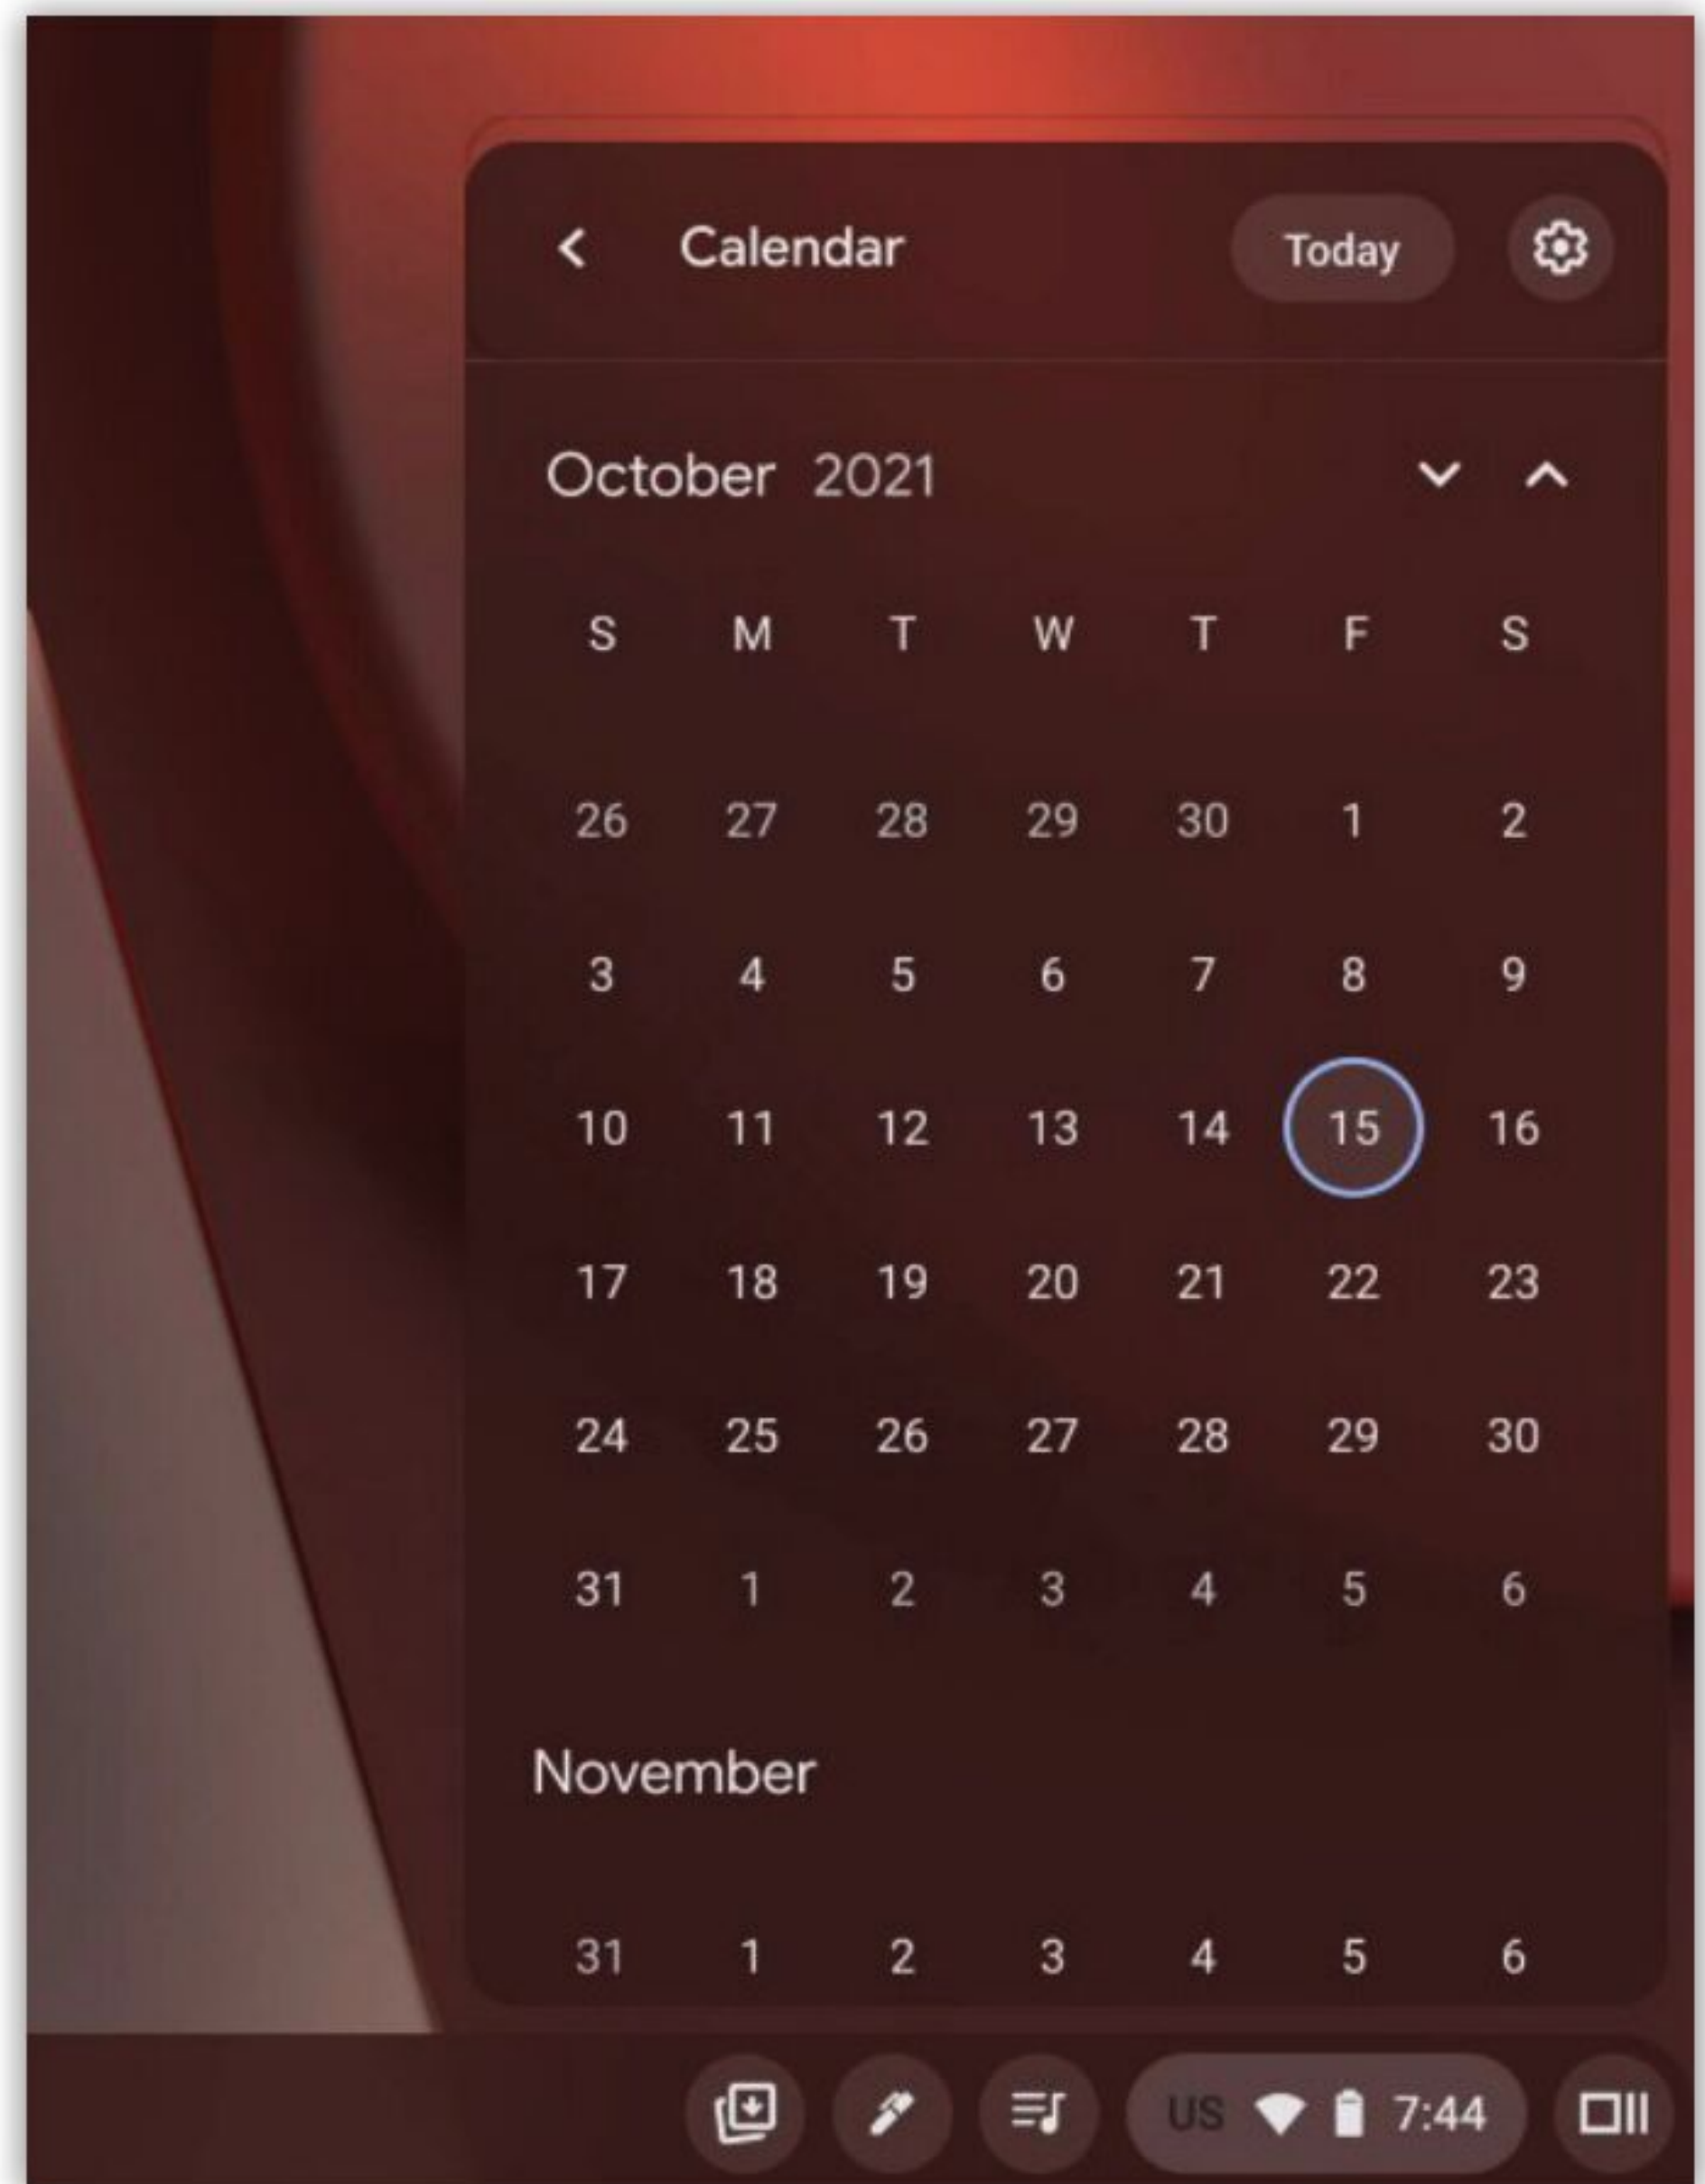 Calendar Today
October 2021
S M T W T F S
26 27 28 29 30 1 2
3 4 5 6 7 8 9
10 11 12 13 14 15 16
17 18 19 20 21 22 23
24 25 26 27 28 29 30
31 1 2 3 4 5 6
November
31 1 2 3 4 5 6
US 7:44